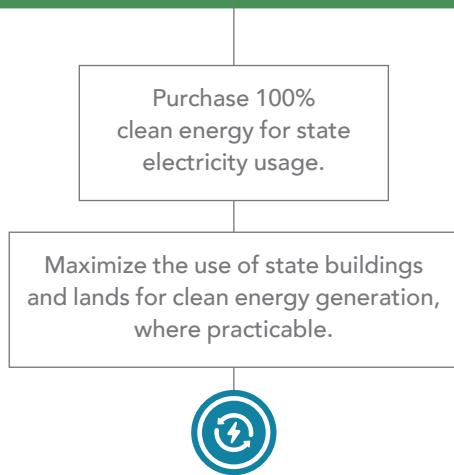 Purchase 100%
clean energy for state
electricity usage.
Maximize the use of state buildings
and lands for clean energy generation,
where practicable.